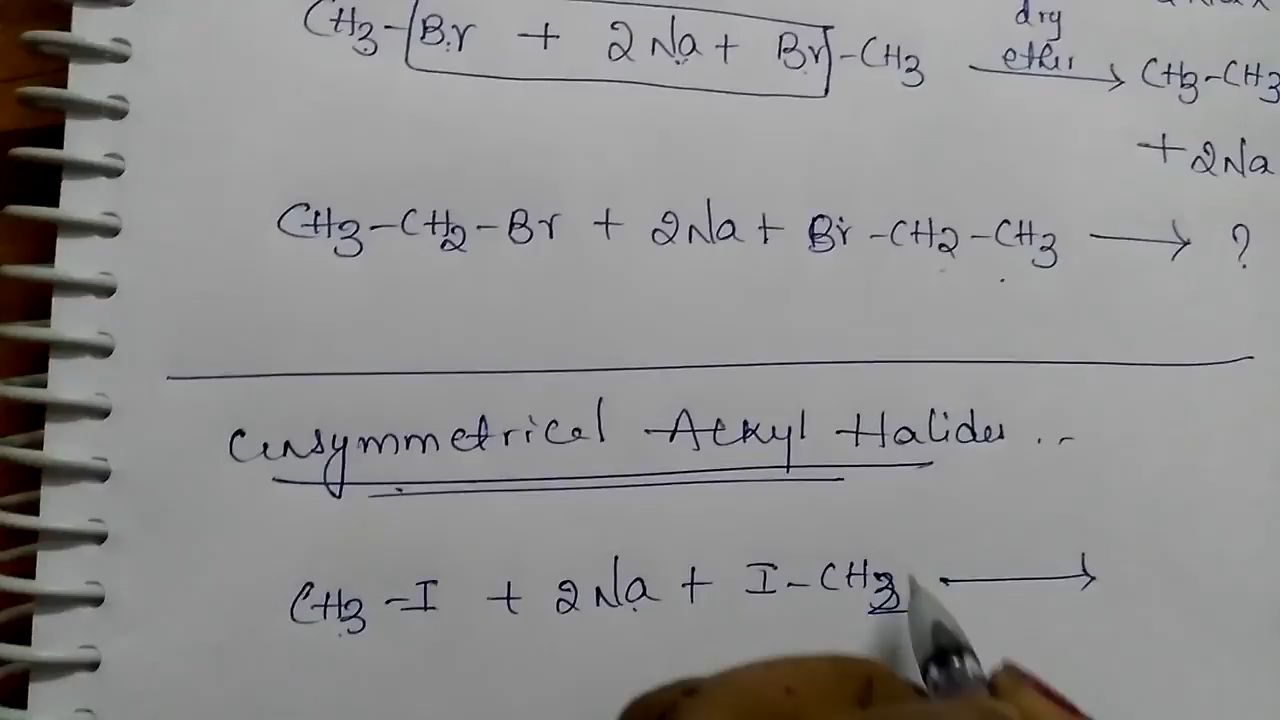 dry
CH3-Br + 2Na + Br-CH3 ether → CH3-CH3
+ 2Na
CH3-CH2-Br + 2Na + Br-CH2-CH3 → ?
Unsymmetrical Alkyl Halides ..
CH3-I + 2Na + I-CH3 →